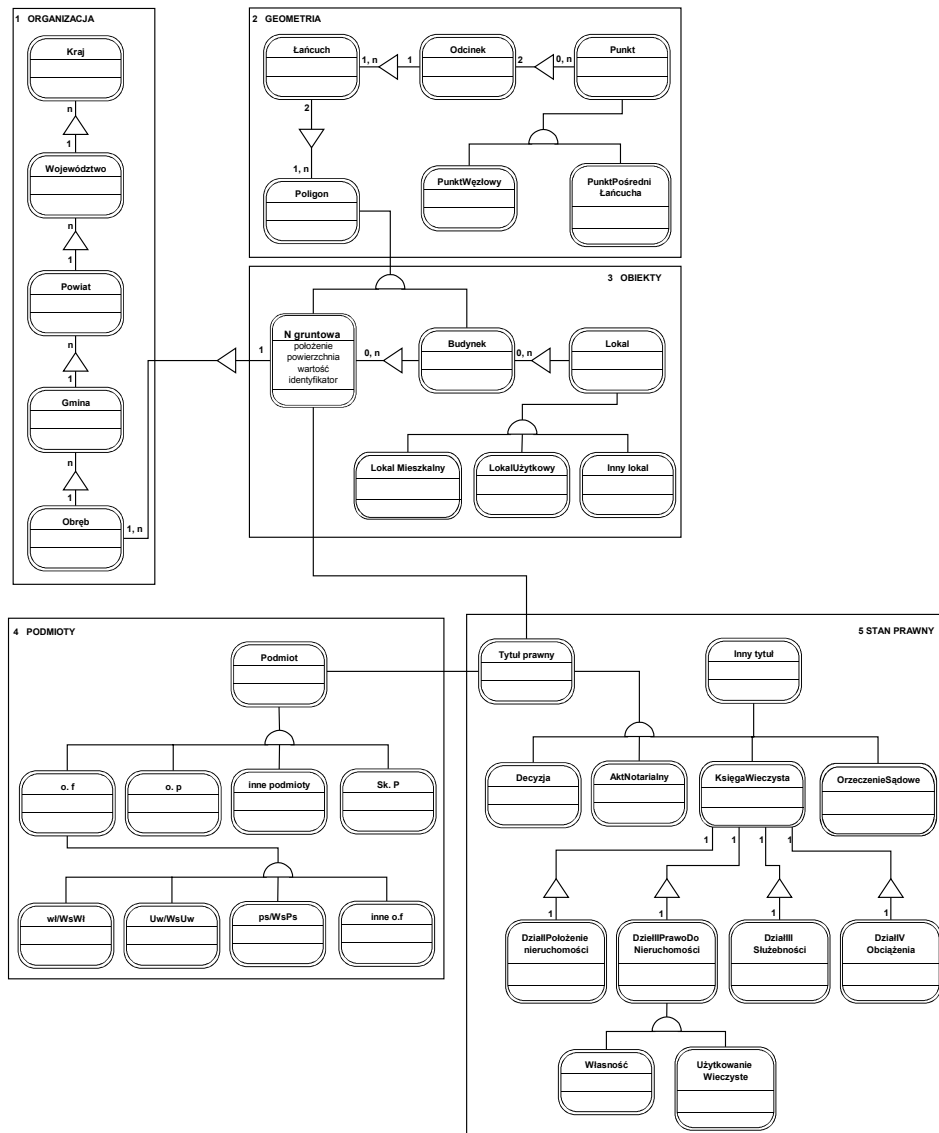 1 ORGANIZACJA
Kraj
n
1
Województwo
n
1
Powiat
n
1
Gmina
n
1
Obręb
1, n
2 GEOMETRIA
Łańcuch
1, n
1
Odcinek
2
0, n
Punkt
2
1, n
Poligon
PunktWęzłowy
PunktPośredni
Łańcucha
3 OBIEKTY
1
N gruntowa
położenie
powierzchnia
wartość
identyfikator
0, n
Budynek
0, n
Lokal
Lokal Mieszkalny
LokalUżytkowy
Inny lokal
4 PODMIOTY
Podmiot
o. f
o. p
inne podmioty
Sk. P
wł/WsWł
Uw/WsUw
ps/WsPs
inne o.f
5 STAN PRAWNY
Tytuł prawny
Inny tytuł
Decyzja
AktNotarialny
KsięgaWieczysta
OrzeczenieSądowe
1
1
1
1
1
1
1
1
DziałIPołożenie
nieruchomości
DziełIIPrawoDo
Nieruchomości
DziałIII
Służebności
DziałIV
Obciążenia
Własność
Użytkowanie
Wieczyste